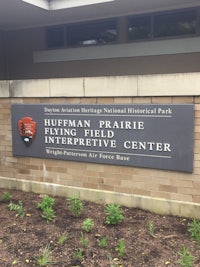 Dayton Aviation Heritage National Historical Park
HUFFMAN PRAIRIE
FLYING FIELD
INTERPRETIVE CENTER
Wright-Patterson Air Force Base